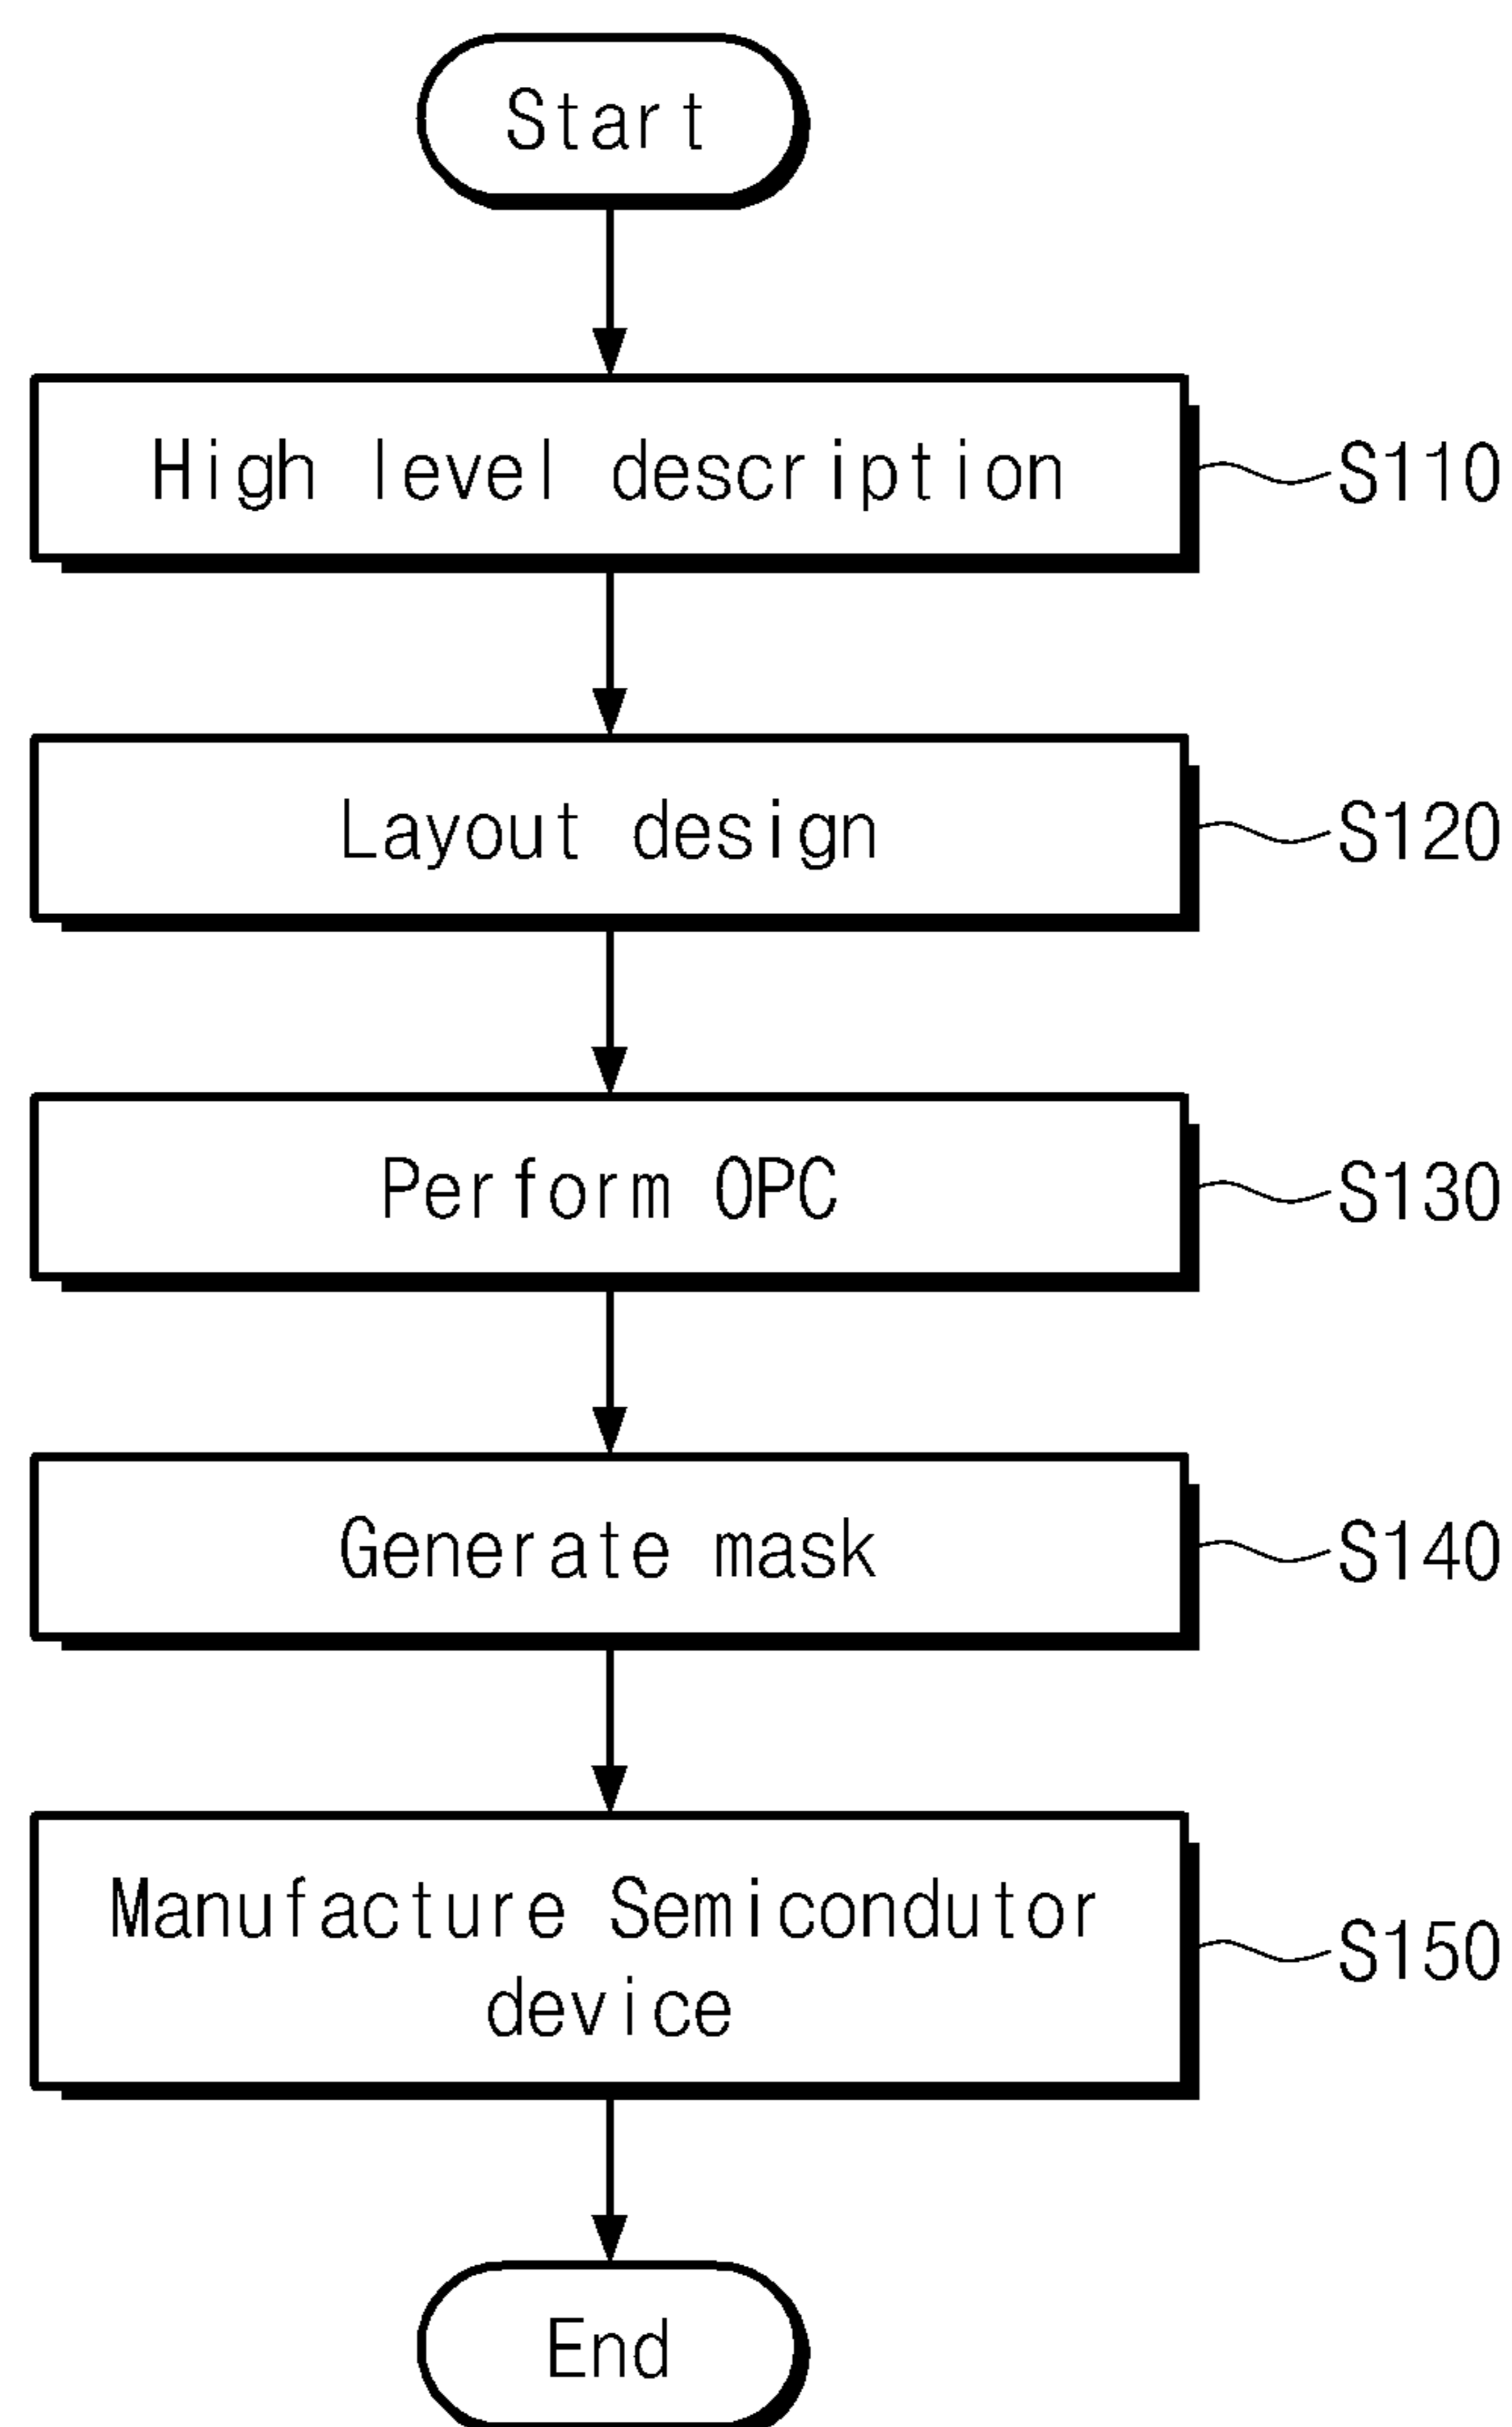 Start
High level description
S110
Layout design
S120
Perform OPC
S130
Generate mask
S140
Manufacture Semicondutor
device
S150
End